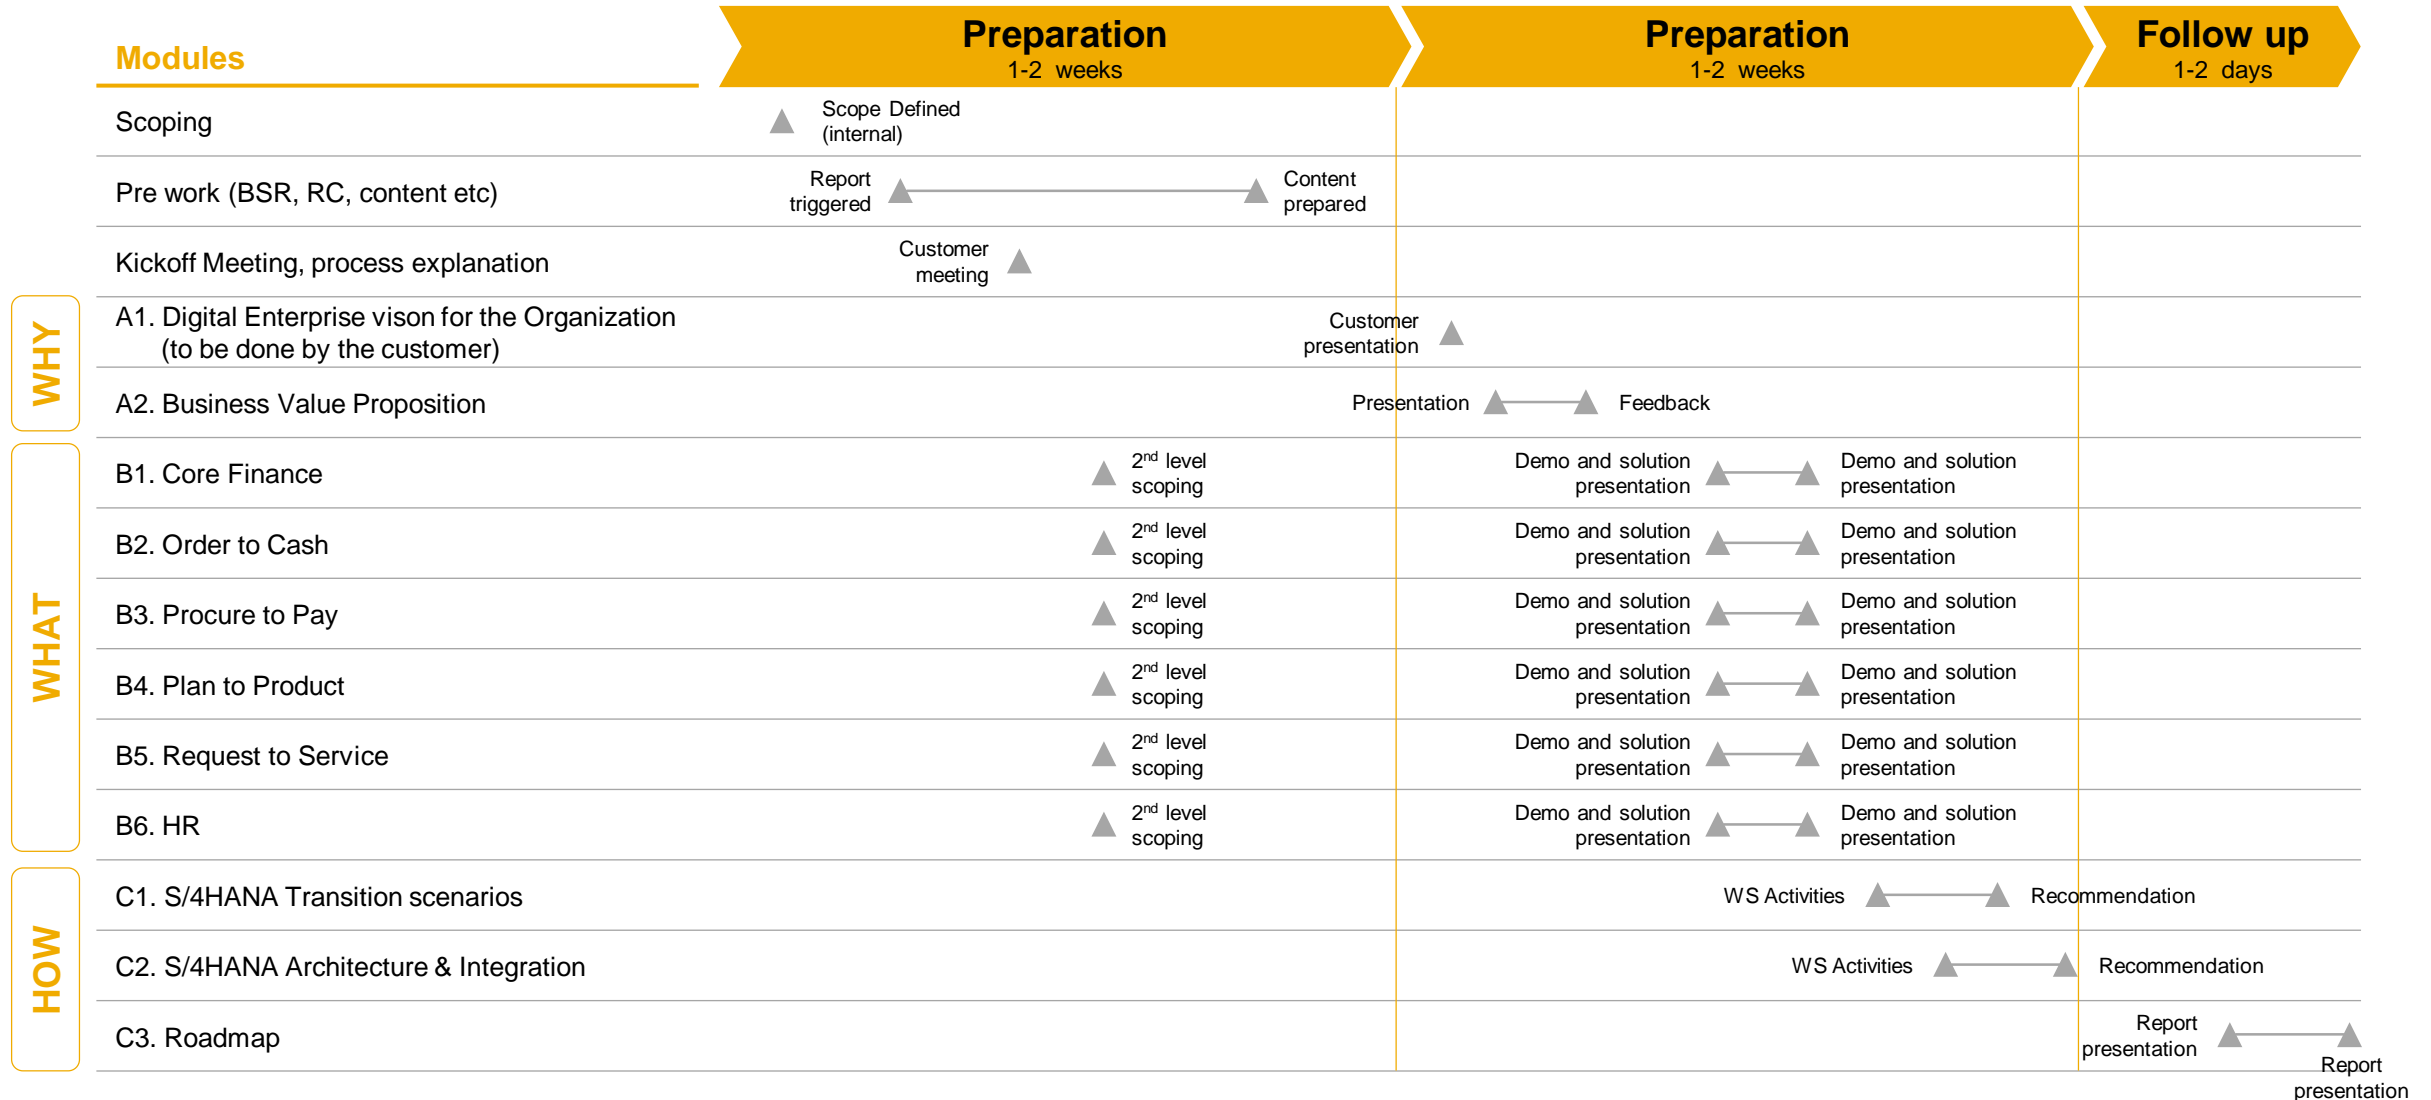 Modules
Preparation
1-2 weeks
Preparation
1-2 weeks
Follow up
1-2 days
Scoping
Scope Defined
(internal)
Pre work (BSR, RC, content etc)
Report
triggered
Content
prepared
Kickoff Meeting, process explanation
Customer
meeting
WHY
A1. Digital Enterprise vison for the Organization
(to be done by the customer)
Customer
presentation
A2. Business Value Proposition
Presentation
Feedback
WHAT
B1. Core Finance
2nd level
scoping
Demo and solution
presentation
Demo and solution
presentation
B2. Order to Cash
2nd level
scoping
Demo and solution
presentation
Demo and solution
presentation
B3. Procure to Pay
2nd level
scoping
Demo and solution
presentation
Demo and solution
presentation
B4. Plan to Product
2nd level
scoping
Demo and solution
presentation
Demo and solution
presentation
B5. Request to Service
2nd level
scoping
Demo and solution
presentation
Demo and solution
presentation
B6. HR
2nd level
scoping
Demo and solution
presentation
Demo and solution
presentation
HOW
C1. S/4HANA Transition scenarios
WS Activities
Recommendation
C2. S/4HANA Architecture & Integration
WS Activities
Recommendation
C3. Roadmap
Report
presentation
Report
presentation